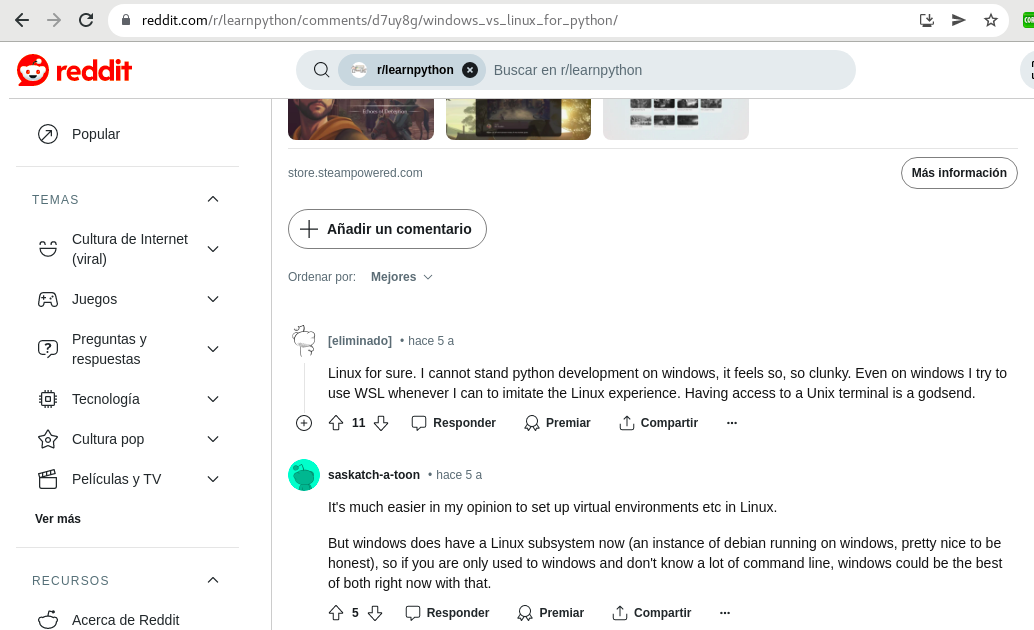 reddit.com/r/learnpython/comments/d7uy8g/windows_vs_linux_for_python/
reddit
r/learnpython
Buscar en r/learnpython
Popular
TEMAS
Cultura de Internet
(viral)
Juegos
Preguntas y
respuestas
Tecnología
Cultura pop
Películas y TV
Ver más
RECURSOS
Acerca de Reddit
store.steampowered.com
Más información
Añadir un comentario
Ordenar por: Mejores
[eliminado] • hace 5 a
Linux for sure. I cannot stand python development on windows, it feels so, so clunky. Even on windows I try to
use WSL whenever I can to imitate the Linux experience. Having access to a Unix terminal is a godsend.
11 Responder Premiar Compartir ...
saskatch-a-toon • hace 5 a
It's much easier in my opinion to set up virtual environments etc in Linux.
But windows does have a Linux subsystem now (an instance of debian running on windows, pretty nice to be
honest), so if you are only used to windows and don't know a lot of command line, windows could be the best
of both right now with that.
5 Responder Premiar Compartir ...